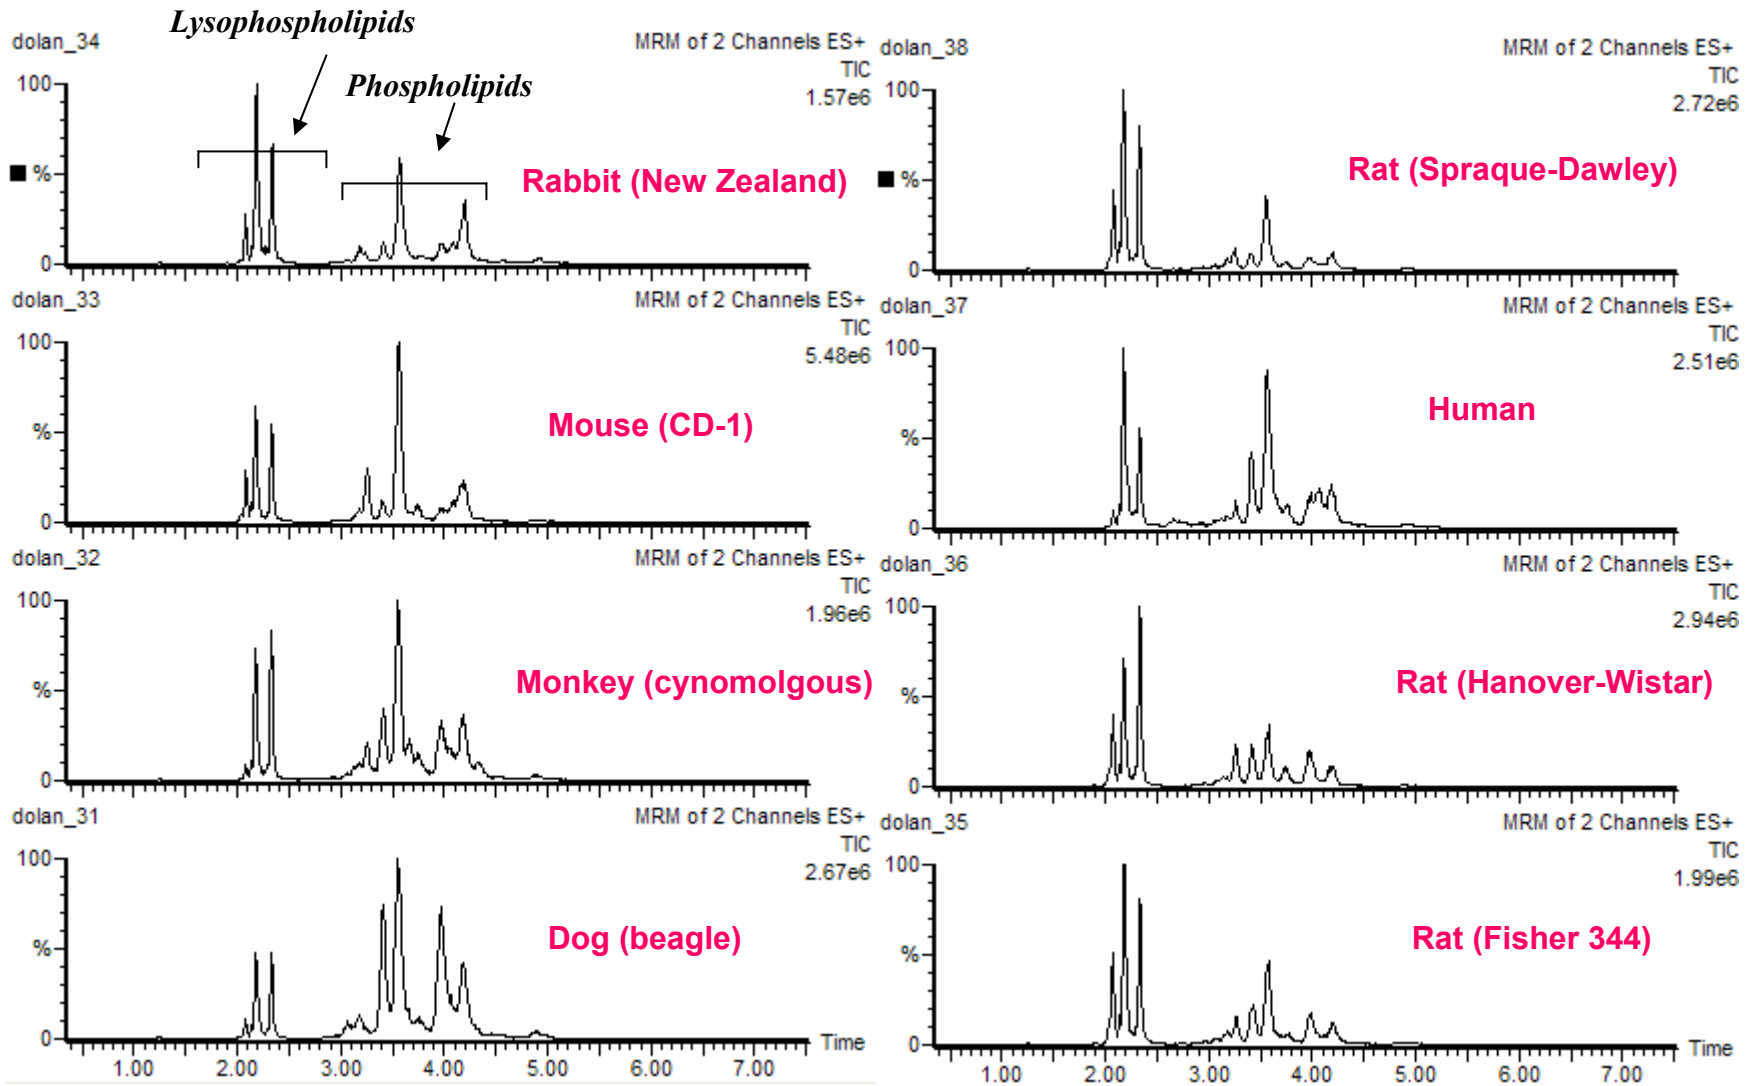 Lysophospholipids
dolan_34
MRM of 2 Channels ES+
TIC
1.57e6
Phospholipids
100
%
0
Rabbit (New Zealand)
dolan_33
MRM of 2 Channels ES+
TIC
5.48e6
100
%
0
Mouse (CD-1)
dolan_32
MRM of 2 Channels ES+
TIC
1.96e6
100
%
0
Monkey (cynomolgous)
dolan_31
MRM of 2 Channels ES+
TIC
2.67e6
100
%
0
Dog (beagle)
Time
1.00 2.00 3.00 4.00 5.00 6.00 7.00
dolan_38
MRM of 2 Channels ES+
TIC
2.72e6
100
%
0
Rat (Spraque-Dawley)
dolan_37
MRM of 2 Channels ES+
TIC
2.51e6
100
%
0
Human
dolan_36
MRM of 2 Channels ES+
TIC
2.94e6
100
%
0
Rat (Hanover-Wistar)
dolan_35
MRM of 2 Channels ES+
TIC
1.99e6
100
%
0
Rat (Fisher 344)
Time
1.00 2.00 3.00 4.00 5.00 6.00 7.00